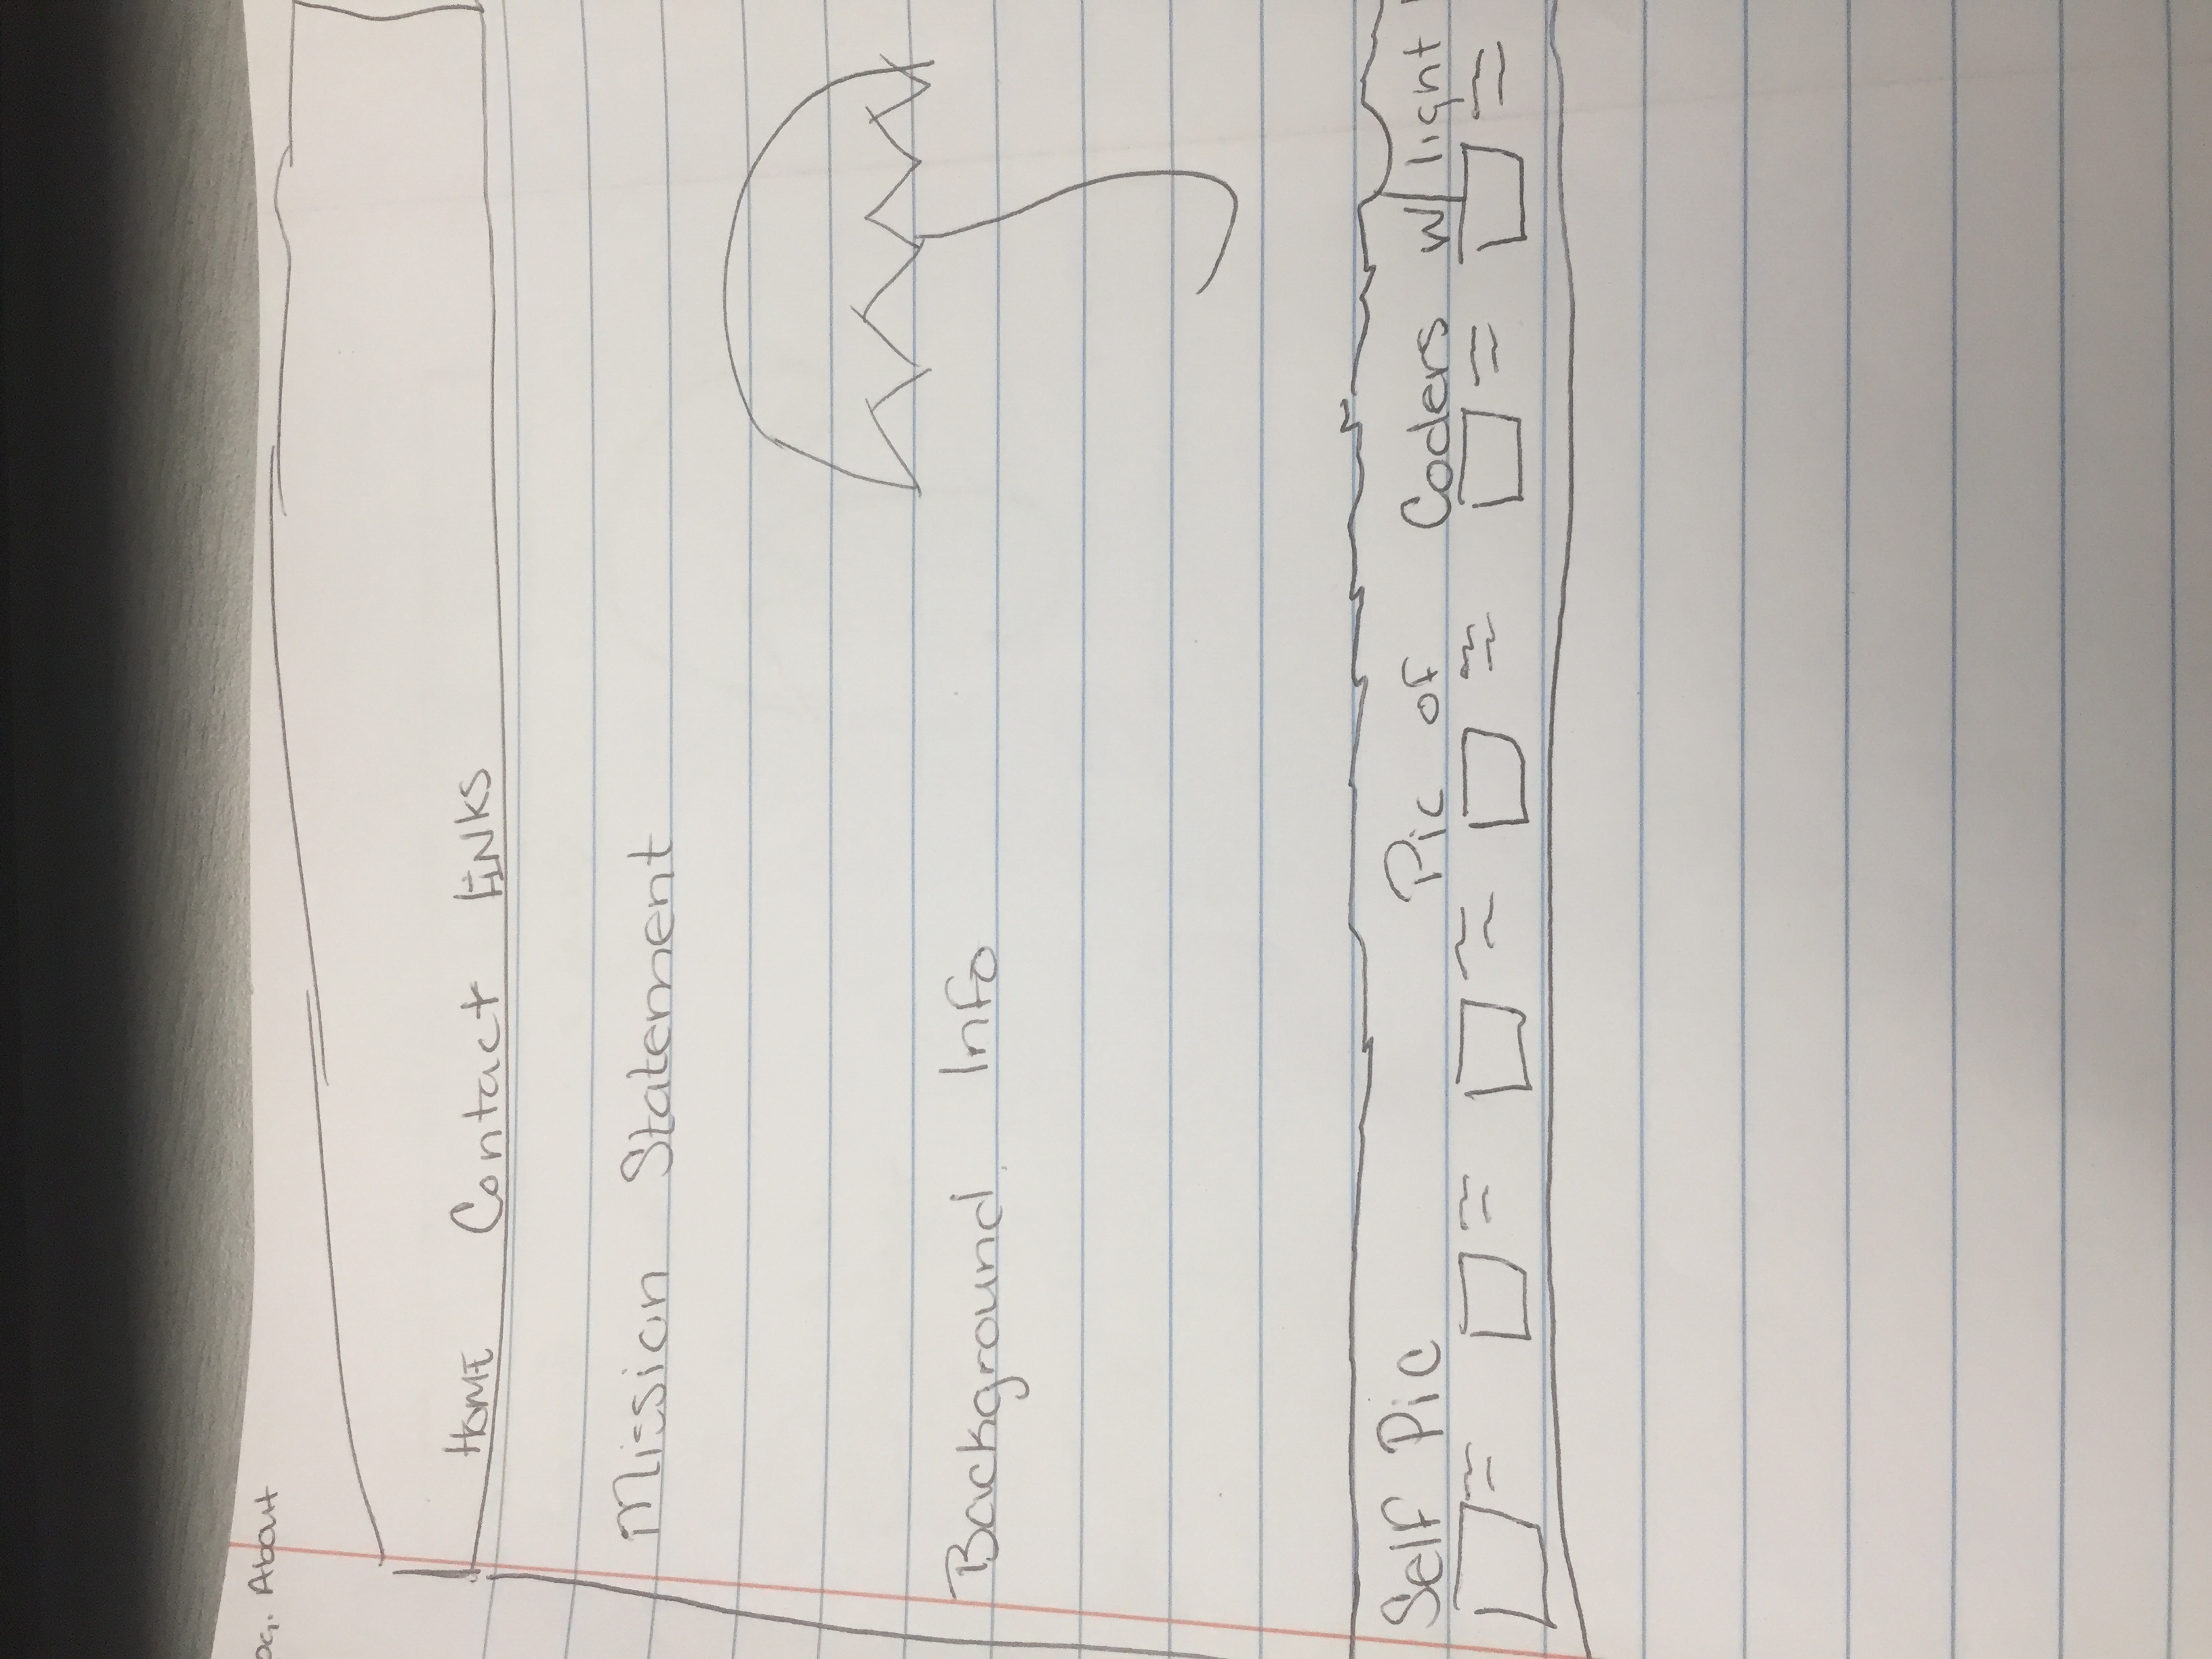 pg. About
HOME Contact LINKS
Mission Statement
Background Info
Self Pic Pic of Coders w/ light